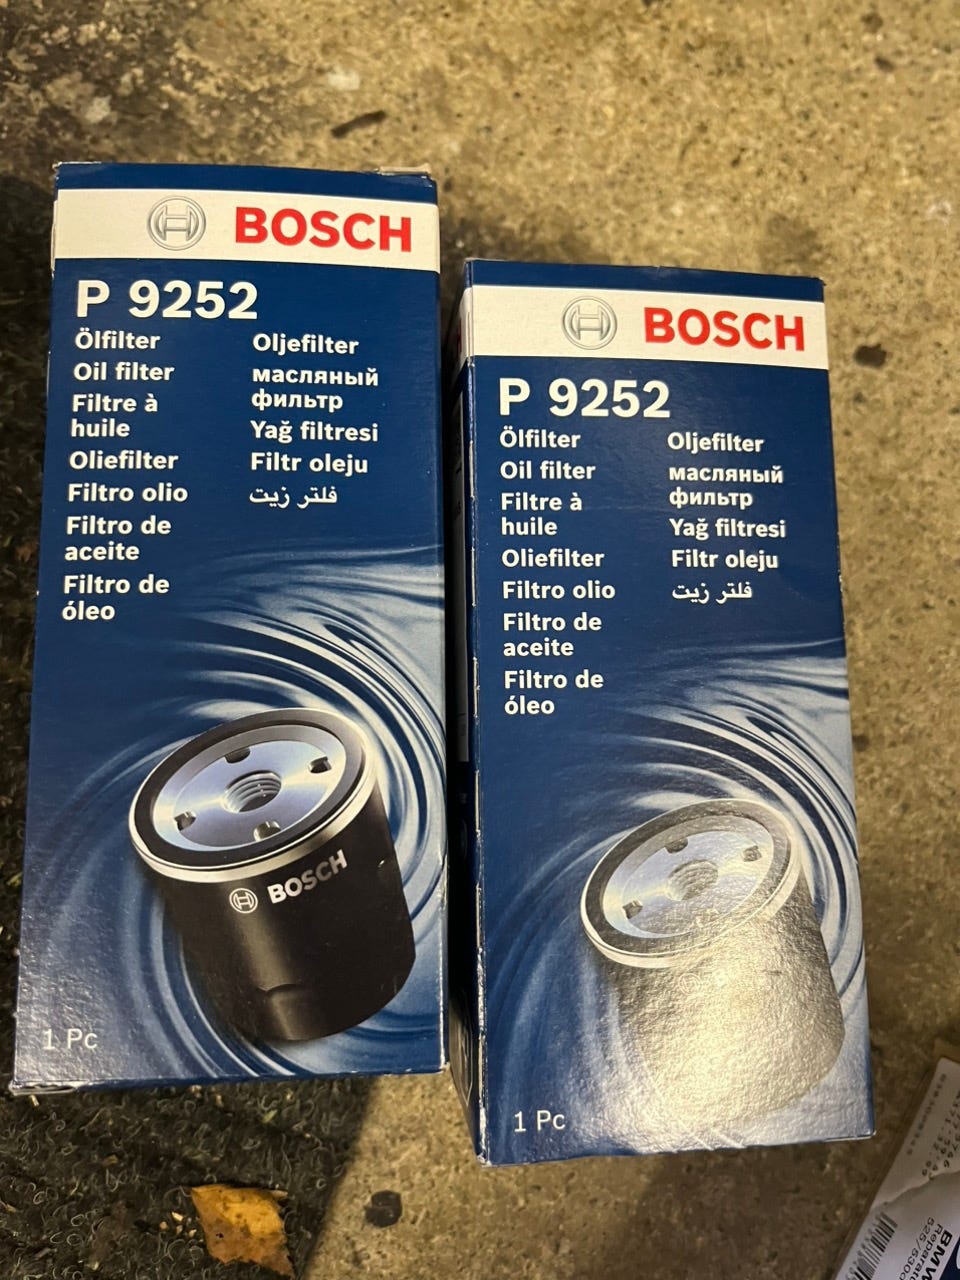 BOSCH
P 9252
Ölfilter
Oil filter
Filtre à
huile
Oliefilter
Filtro olio
Filtro de
aceite
Filtro de
óleo
Oljefilter
масляный
фильтр
Yağ filtresi
Filtr oleju
فلتر زيت
BOSCH
1 Pc
BOSCH
P 9252
Ölfilter
Oil filter
Filtre à
huile
Oliefilter
Filtro olio
Filtro de
aceite
Filtro de
óleo
Oljefilter
масляный
фильтр
Yağ filtresi
Filtr oleju
فلتر زيت
1 Pc
BMW